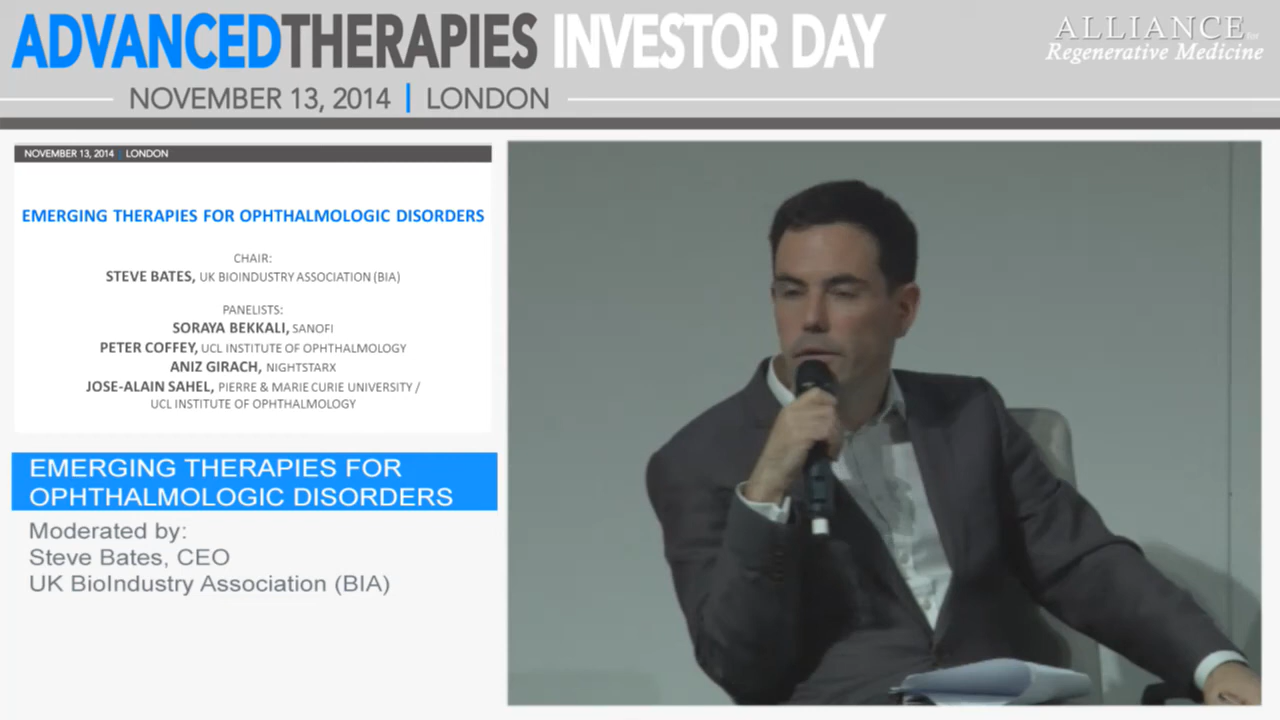 ADVANCEDTHERAPIES INVESTOR DAY
NOVEMBER 13, 2014 | LONDON
ALLIANCE for
Regenerative Medicine
NOVEMBER 13, 2014 | LONDON
EMERGING THERAPIES FOR OPHTHALMOLOGIC DISORDERS
CHAIR:
STEVE BATES, UK BIOINDUSTRY ASSOCIATION (BIA)
PANELISTS:
SORAYA BEKKALI, SANOFI
PETER COFFEY, UCL INSTITUTE OF OPHTHALMOLOGY
ANIZ GIRACH, NIGHTSTARX
JOSE-ALAIN SAHEL, PIERRE & MARIE CURIE UNIVERSITY /
UCL INSTITUTE OF OPHTHALMOLOGY
EMERGING THERAPIES FOR
OPHTHALMOLOGIC DISORDERS
Moderated by:
Steve Bates, CEO
UK BioIndustry Association (BIA)